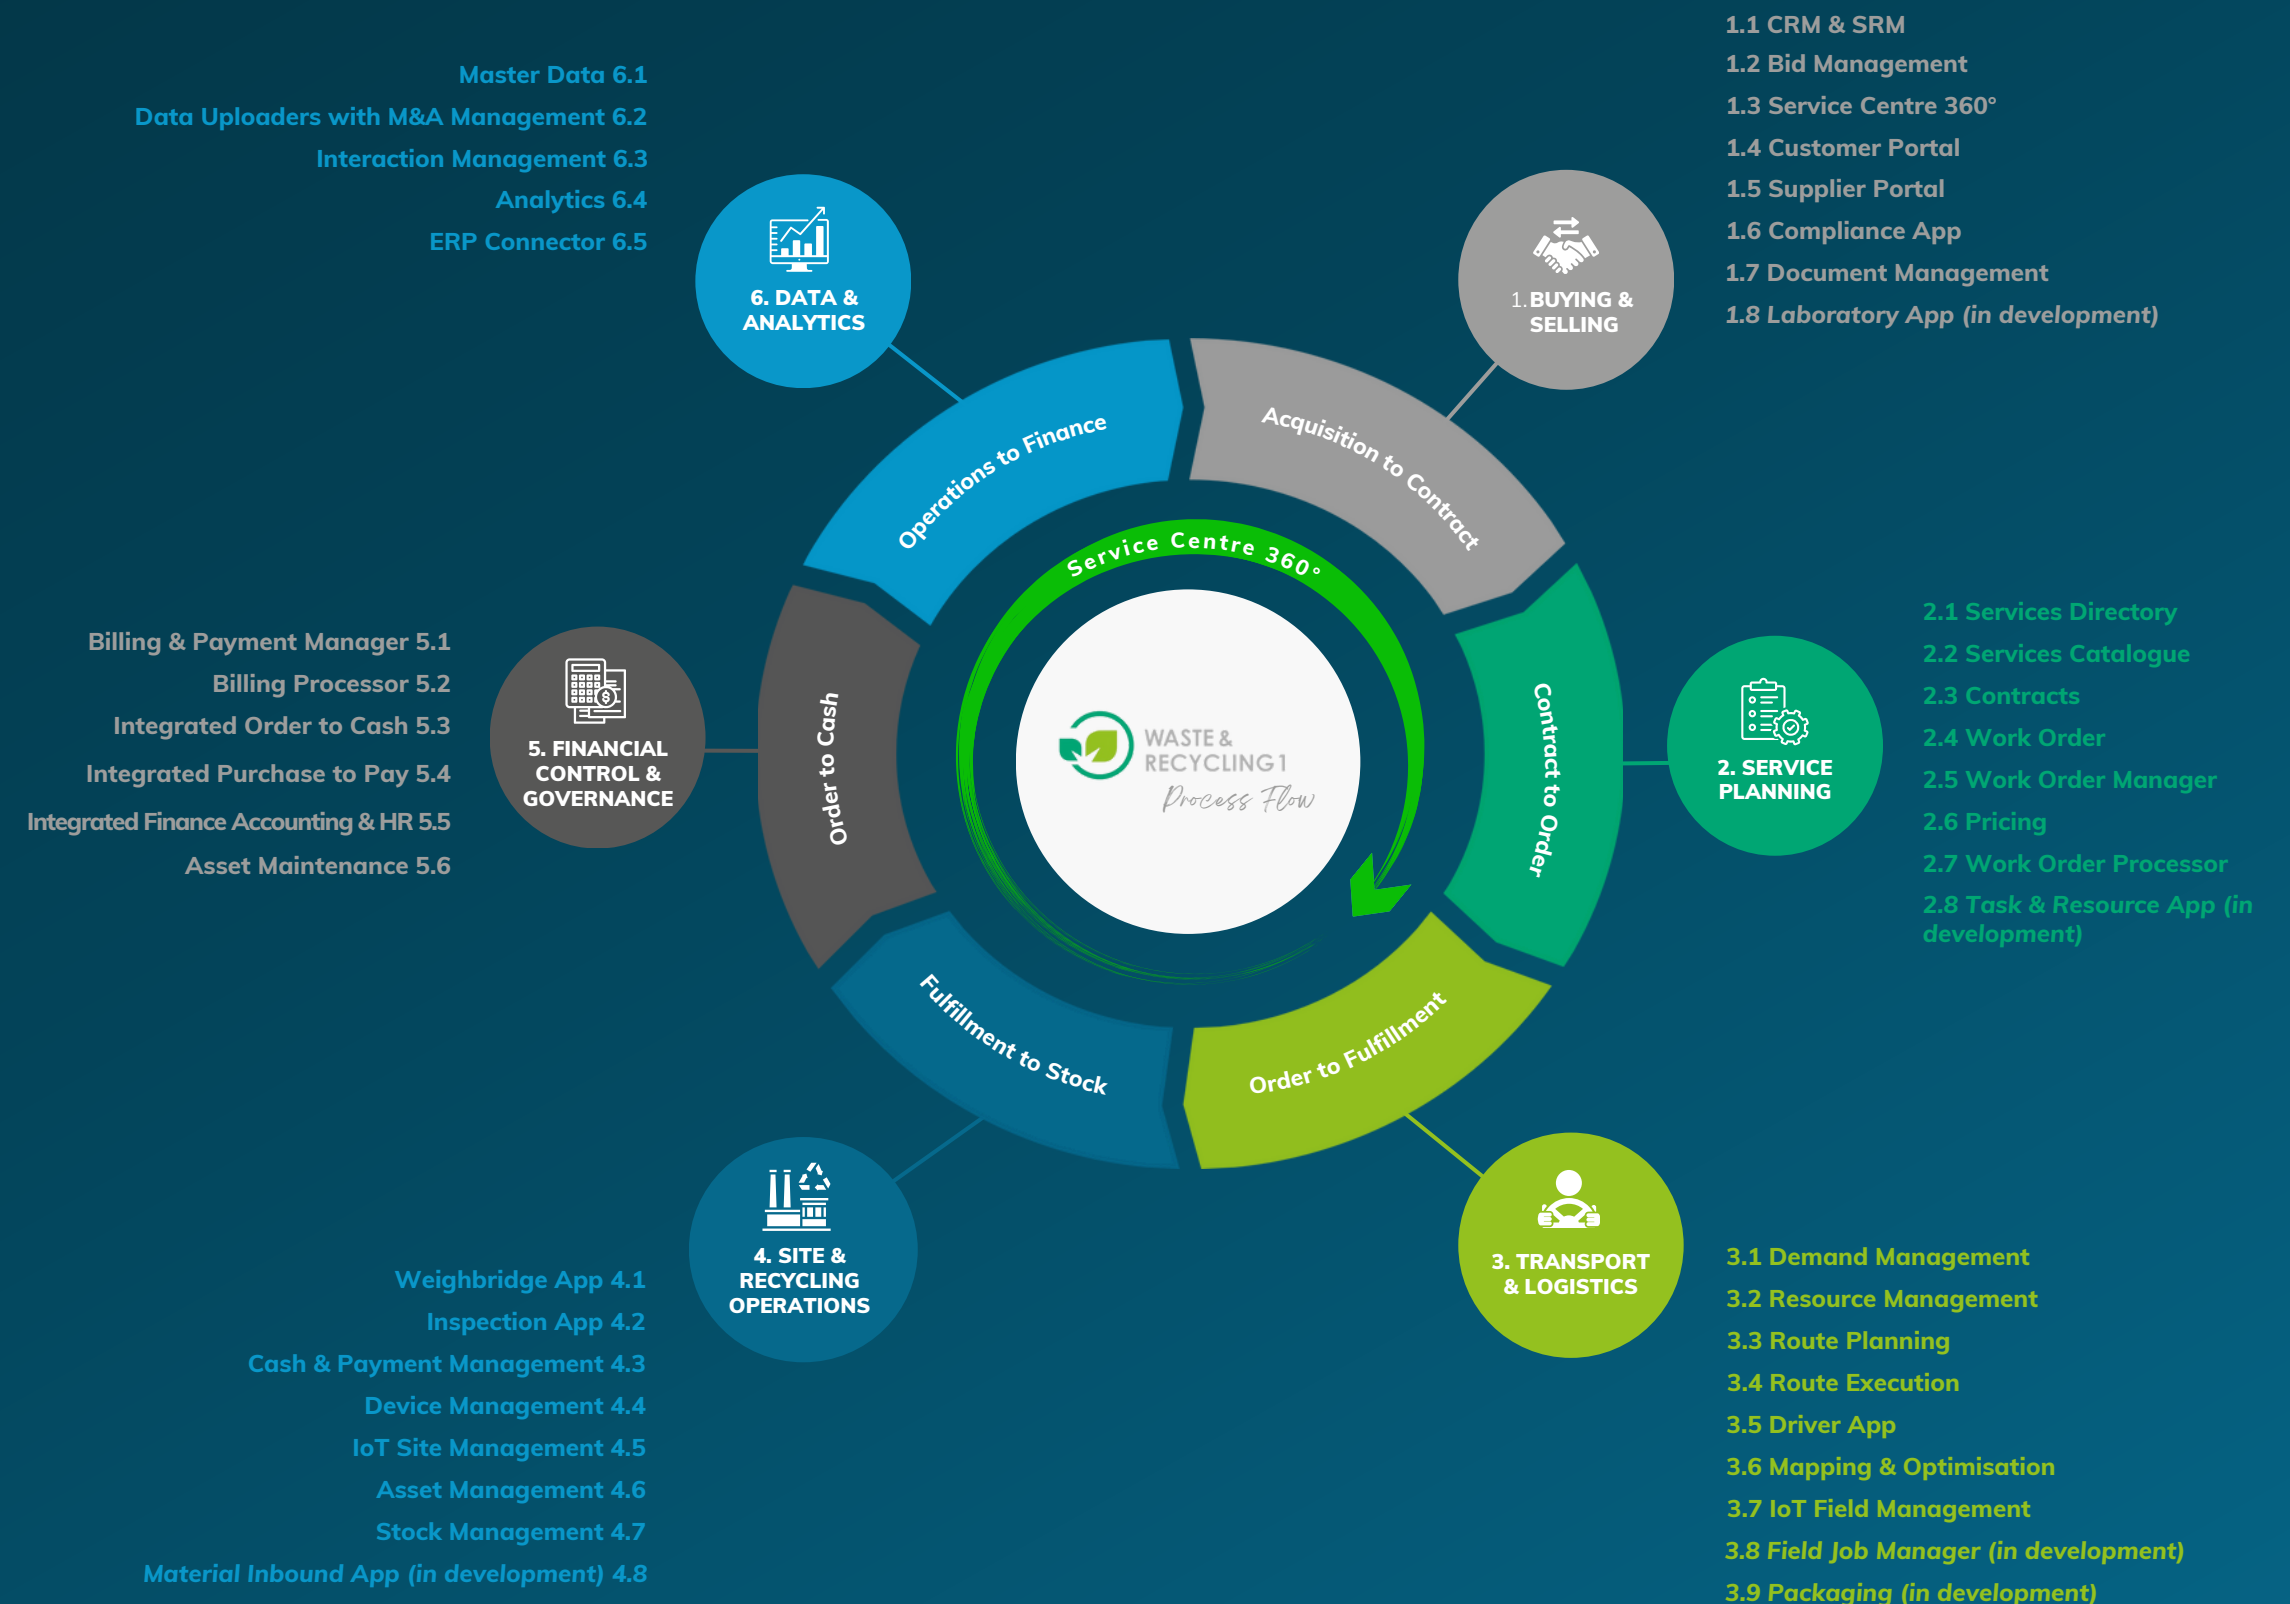 1.1 CRM & SRM
1.2 Bid Management
1.3 Service Centre 360°
1.4 Customer Portal
1.5 Supplier Portal
1.6 Compliance App
1.7 Document Management
1.8 Laboratory App (in development)
1. BUYING &
SELLING
Acquisition to Contract
2.1 Services Directory
2.2 Services Catalogue
2.3 Contracts
2.4 Work Order
2.5 Work Order Manager
2.6 Pricing
2.7 Work Order Processor
2.8 Task & Resource App (in
development)
2. SERVICE
PLANNING
Contract to Order
3. TRANSPORT
& LOGISTICS
Order to Fulfillment
3.1 Demand Management
3.2 Resource Management
3.3 Route Planning
3.4 Route Execution
3.5 Driver App
3.6 Mapping & Optimisation
3.7 IoT Field Management
3.8 Field Job Manager (in development)
3.9 Packaging (in development)
4. SITE &
RECYCLING
OPERATIONS
Fulfillment to Stock
Weighbridge App 4.1
Inspection App 4.2
Cash & Payment Management 4.3
Device Management 4.4
IoT Site Management 4.5
Asset Management 4.6
Stock Management 4.7
Material Inbound App (in development) 4.8
5. FINANCIAL
CONTROL &
GOVERNANCE
Order to Cash
Billing & Payment Manager 5.1
Billing Processor 5.2
Integrated Order to Cash 5.3
Integrated Purchase to Pay 5.4
Integrated Finance Accounting & HR 5.5
Asset Maintenance 5.6
6. DATA &
ANALYTICS
Operations to Finance
Master Data 6.1
Data Uploaders with M&A Management 6.2
Interaction Management 6.3
Analytics 6.4
ERP Connector 6.5
Service Centre 360°
WASTE &
RECYCLING1
Process Flow